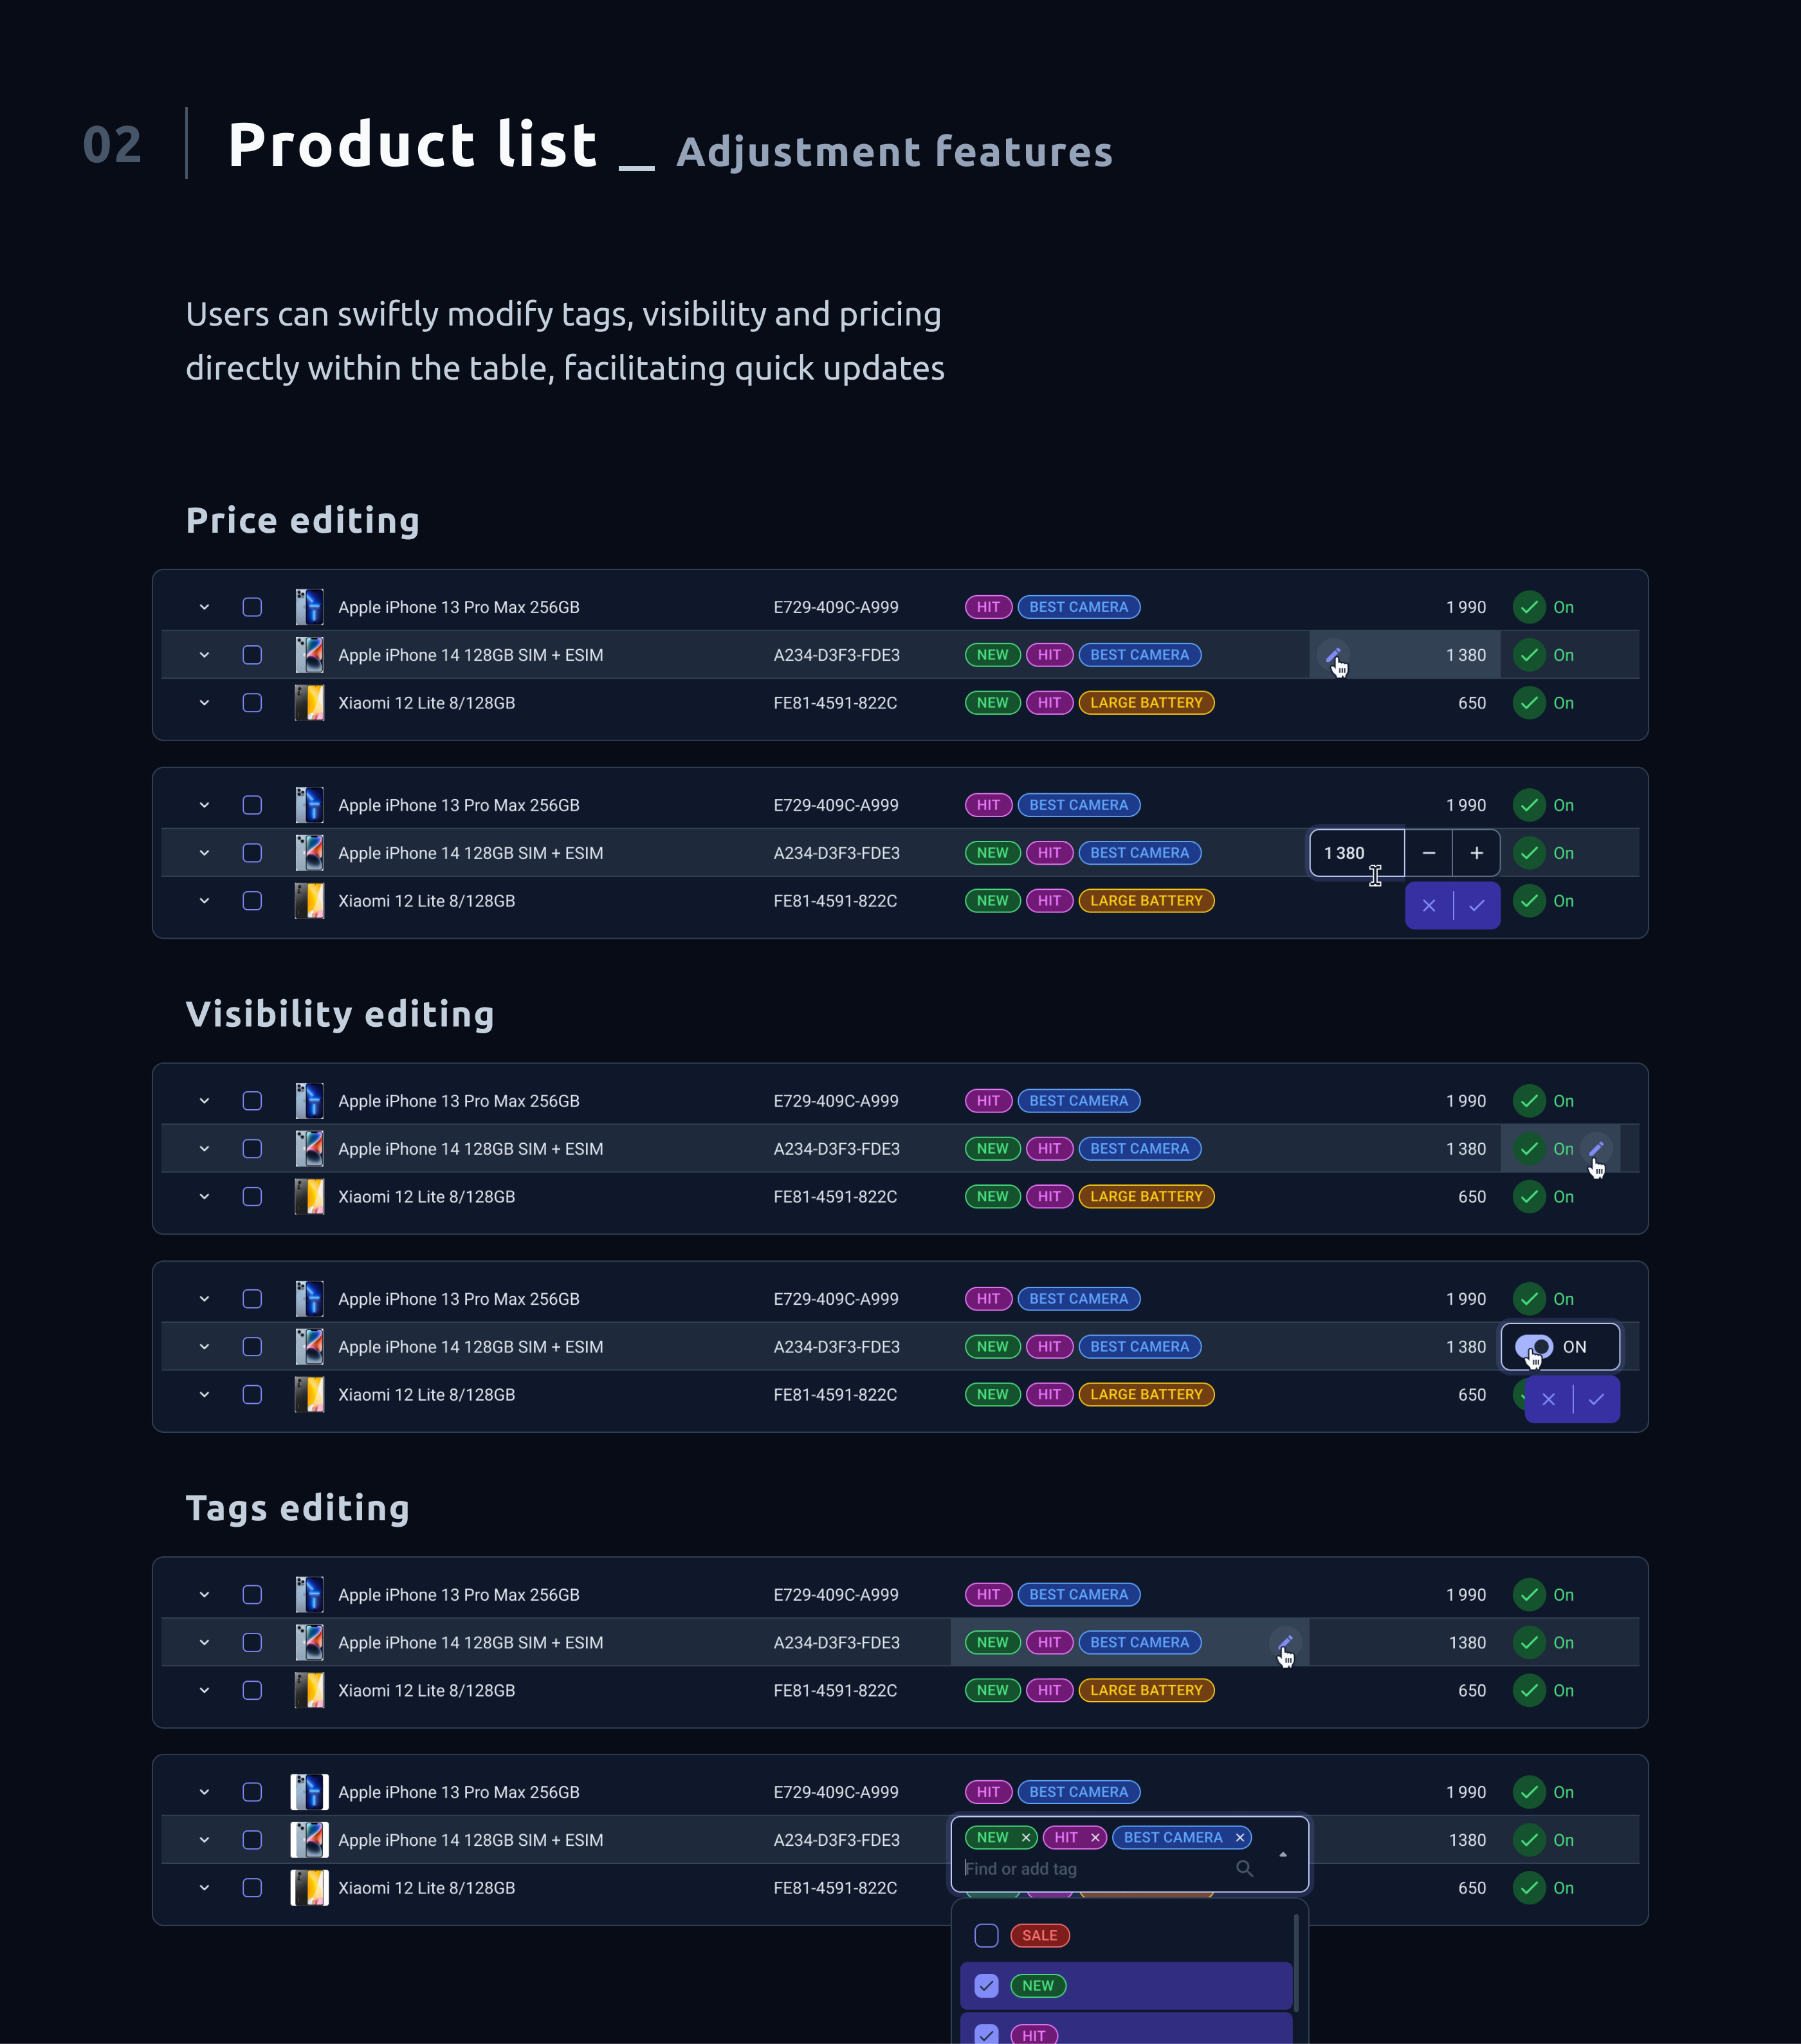 02 Product list _ Adjustment features
Users can swiftly modify tags, visibility and pricing
directly within the table, facilitating quick updates
Price editing
Apple iPhone 13 Pro Max 256GB E729-409C-A999 HIT BEST CAMERA 1 990 On
Apple iPhone 14 128GB SIM + ESIM A234-D3F3-FDE3 NEW HIT BEST CAMERA 1 380 On
Xiaomi 12 Lite 8/128GB FE81-4591-822C NEW HIT LARGE BATTERY 650 On
Apple iPhone 13 Pro Max 256GB E729-409C-A999 HIT BEST CAMERA 1 990 On
Apple iPhone 14 128GB SIM + ESIM A234-D3F3-FDE3 NEW HIT BEST CAMERA 1 380 − + On
Xiaomi 12 Lite 8/128GB FE81-4591-822C NEW HIT LARGE BATTERY On
Visibility editing
Apple iPhone 13 Pro Max 256GB E729-409C-A999 HIT BEST CAMERA 1 990 On
Apple iPhone 14 128GB SIM + ESIM A234-D3F3-FDE3 NEW HIT BEST CAMERA 1 380 On
Xiaomi 12 Lite 8/128GB FE81-4591-822C NEW HIT LARGE BATTERY 650 On
Apple iPhone 13 Pro Max 256GB E729-409C-A999 HIT BEST CAMERA 1 990 On
Apple iPhone 14 128GB SIM + ESIM A234-D3F3-FDE3 NEW HIT BEST CAMERA 1 380 ON
Xiaomi 12 Lite 8/128GB FE81-4591-822C NEW HIT LARGE BATTERY 650
Tags editing
Apple iPhone 13 Pro Max 256GB E729-409C-A999 HIT BEST CAMERA 1 990 On
Apple iPhone 14 128GB SIM + ESIM A234-D3F3-FDE3 NEW HIT BEST CAMERA 1380 On
Xiaomi 12 Lite 8/128GB FE81-4591-822C NEW HIT LARGE BATTERY 650 On
Apple iPhone 13 Pro Max 256GB E729-409C-A999 HIT BEST CAMERA 1 990 On
Apple iPhone 14 128GB SIM + ESIM A234-D3F3-FDE3 NEW × HIT × BEST CAMERA × 1380 On
Find or add tag
Xiaomi 12 Lite 8/128GB FE81-4591-822C 650 On
SALE
NEW
HIT